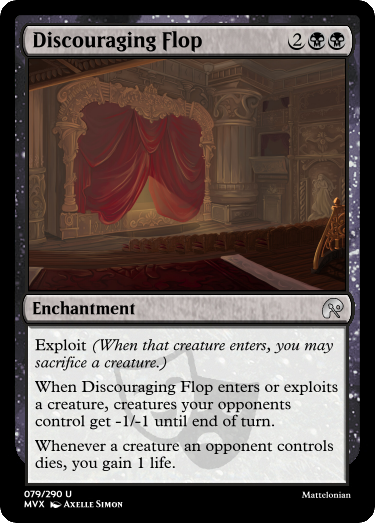 Discouraging Flop 2
Enchantment
Exploit (When that creature enters, you may
sacrifice a creature.)
When Discouraging Flop enters or exploits
a creature, creatures your opponents
control get -1/-1 until end of turn.
Whenever a creature an opponent controls
dies, you gain 1 life.
079/290 U
Mattelonian
MVX Axelle Simon